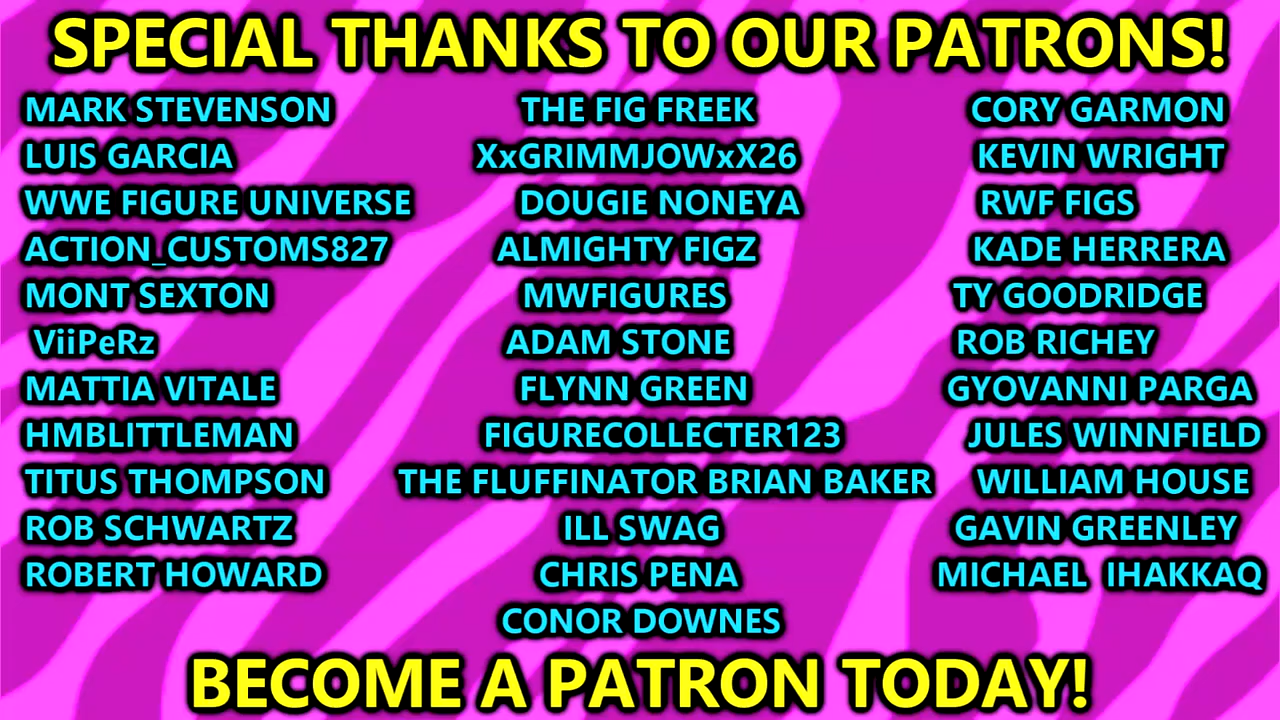 SPECIAL THANKS TO OUR PATRONS!
MARK STEVENSON
LUIS GARCIA
WWE FIGURE UNIVERSE
ACTION_CUSTOMS827
MONT SEXTON
ViiPeRz
MATTIA VITALE
HMBLITTLEMAN
TITUS THOMPSON
ROB SCHWARTZ
ROBERT HOWARD
THE FIG FREEK
XxGRIMMJOWxX26
DOUGIE NONEYA
ALMIGHTY FIGZ
MWFIGURES
ADAM STONE
FLYNN GREEN
FIGURECOLLECTER123
THE FLUFFINATOR BRIAN BAKER
ILL SWAG
CHRIS PENA
CONOR DOWNES
CORY GARMON
KEVIN WRIGHT
RWF FIGS
KADE HERRERA
TY GOODRIDGE
ROB RICHEY
GYOVANNI PARGA
JULES WINNFIELD
WILLIAM HOUSE
GAVIN GREENLEY
MICHAEL IHAKKAQ
BECOME A PATRON TODAY!